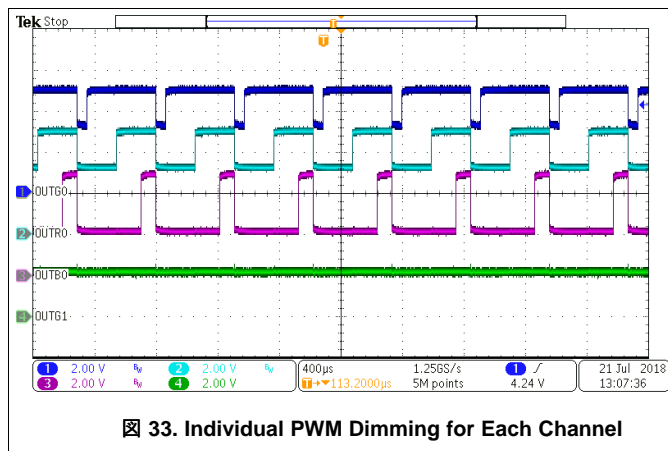 Tek Stop
T
T
1 OUTG0
2 OUTR0
3 OUTB0
4 OUTG1
1 2.00 V BW 2 2.00 V BW
3 2.00 V BW 4 2.00 V
400µs 1.25GS/s
T→▼113.2000µs 5M points
1 4.24 V
21 Jul 2018
13:07:36
図 33. Individual PWM Dimming for Each Channel